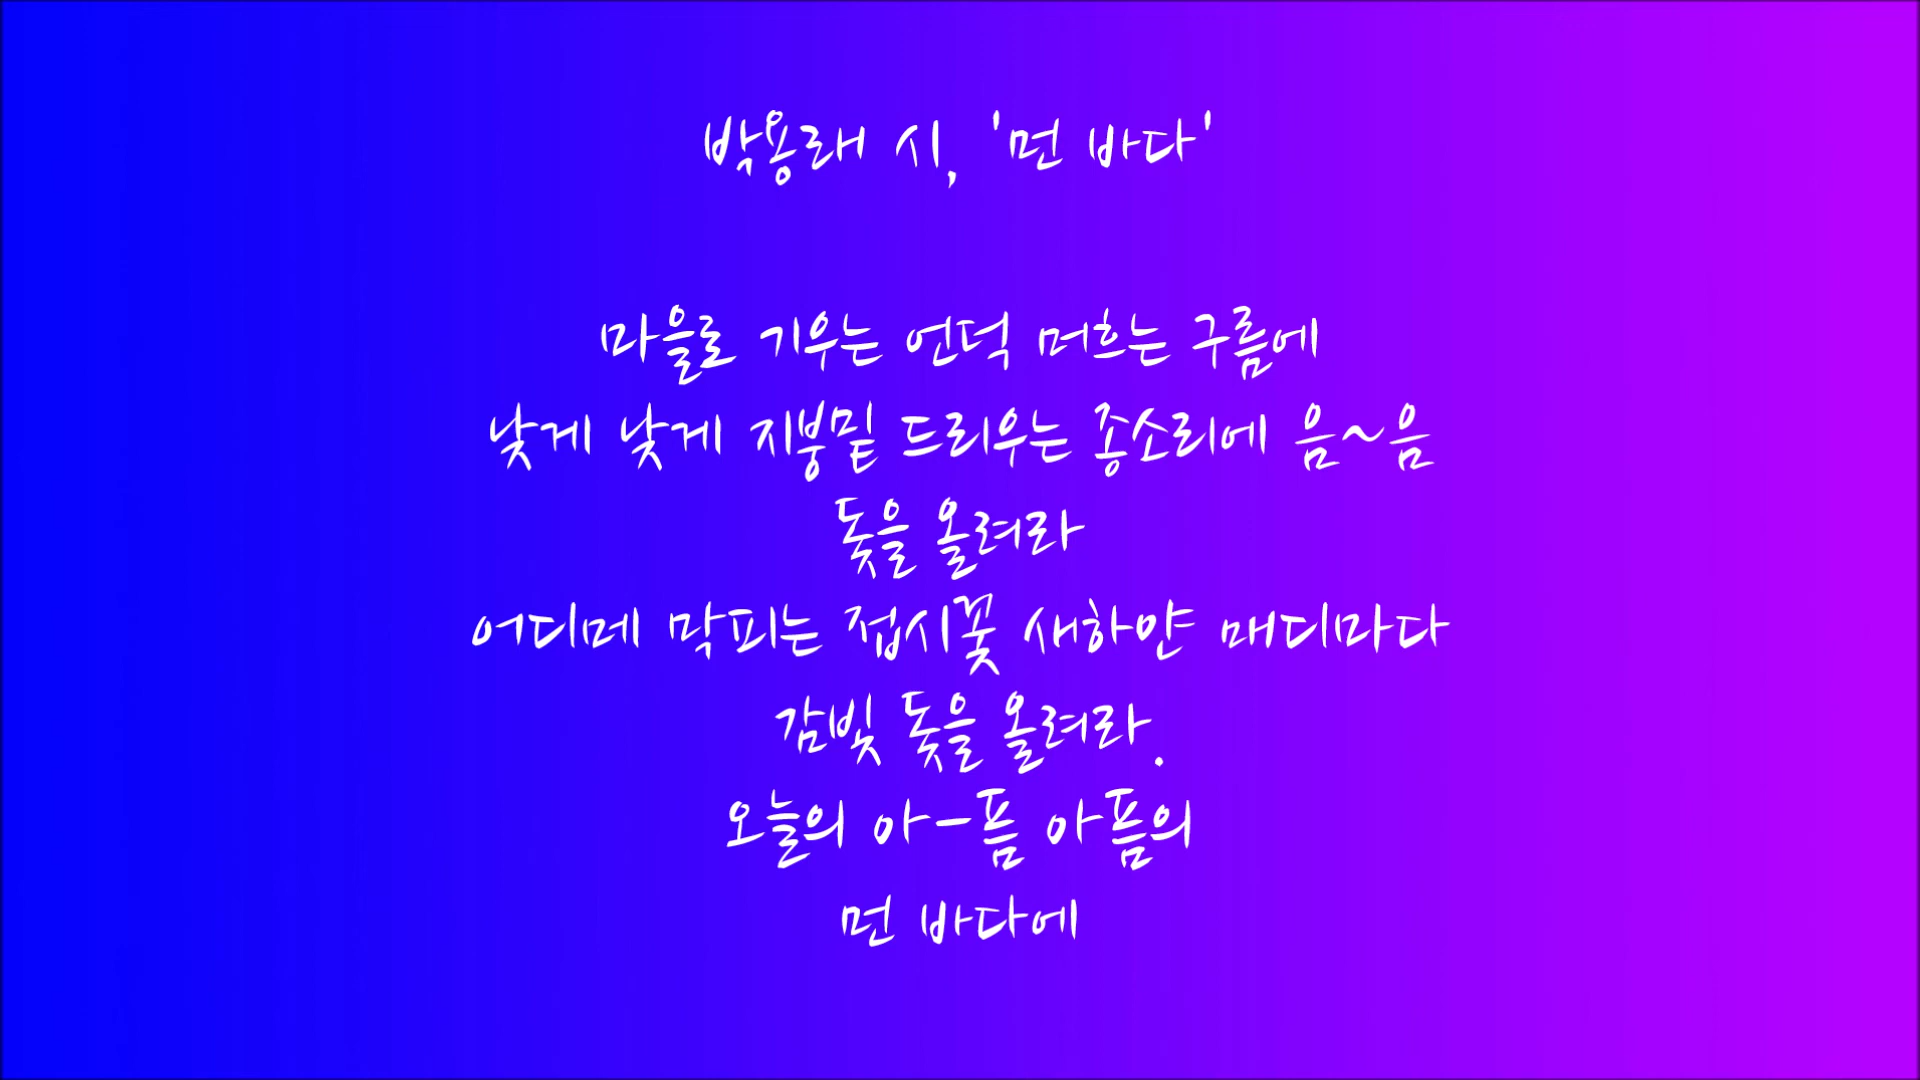 박용래 시, '먼 바다'
마을로 기우는 언덕 머흐는 구름에
낮게 낮게 지붕밑 드리우는 종소리에 음~음
돛을 올려라
어디메 막피는 접시꽃 새하얀 매디마다
감빛 돛을 올려라.
오늘의 아-픔 아픔의
먼 바다에